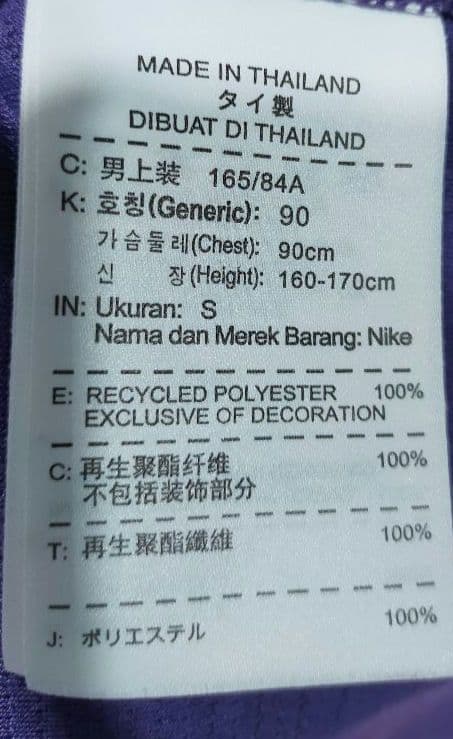 MADE IN THAILAND
タイ製
DIBUAT DI THAILAND
C: 男上装 165/84A
K: 호칭(Generic): 90
가슴둘레(Chest): 90cm
신 장(Height): 160-170cm
IN: Ukuran: S
Nama dan Merek Barang: Nike
E: RECYCLED POLYESTER 100%
EXCLUSIVE OF DECORATION
C: 再生聚酯纤维 100%
不包括装饰部分
T: 再生聚酯纖維 100%
J: ポリエステル 100%